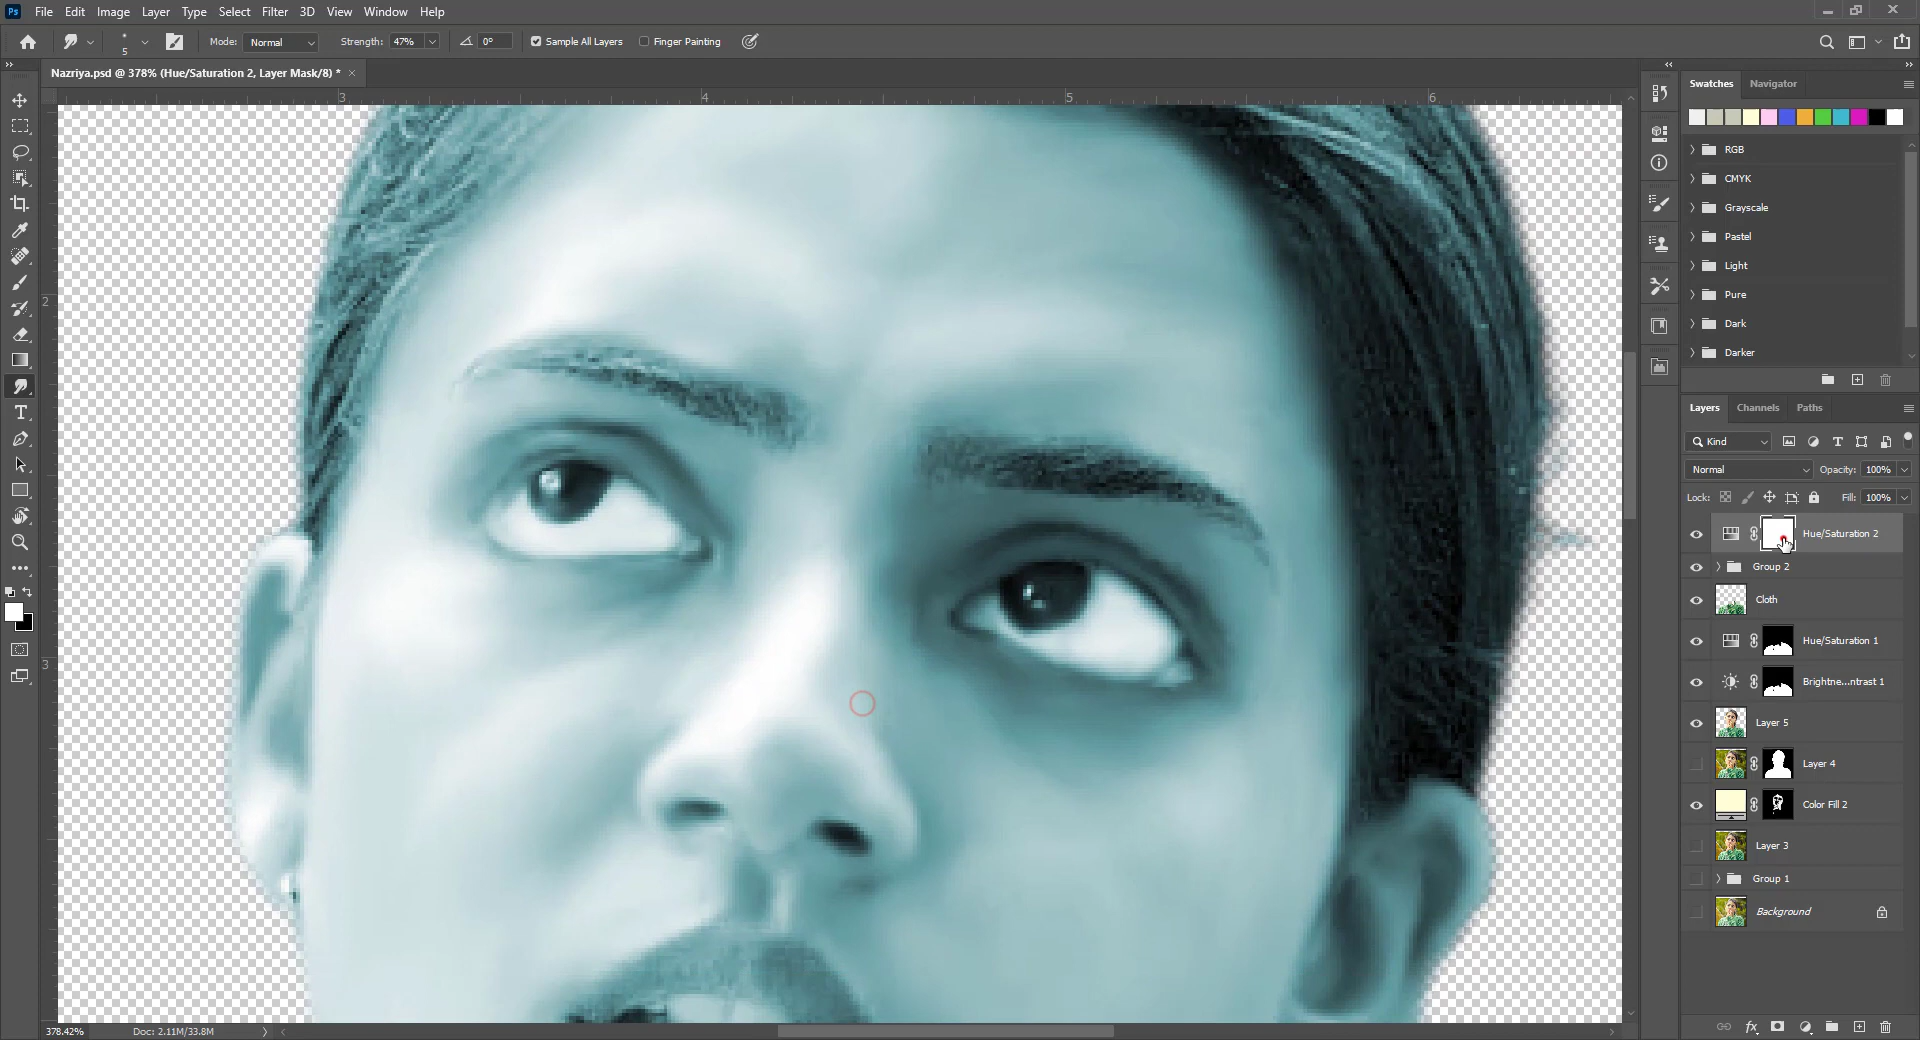 Ps File Edit Image Layer Type Select Filter 3D View Window Help
5 Mode: Normal Strength: 47% 0° Sample All Layers Finger Painting
Nazriya.psd @ 378% (Hue/Saturation 2, Layer Mask/8) * ×
3 4 5 6
2
3
Swatches Navigator
RGB
CMYK
Grayscale
Pastel
Light
Pure
Dark
Darker
Layers Channels Paths
Kind
Normal Opacity: 100%
Lock: Fill: 100%
Hue/Saturation 2
Group 2
Cloth
Hue/Saturation 1
Brightne...ntrast 1
Layer 5
Layer 4
Color Fill 2
Layer 3
Group 1
Background
378.42% Doc: 2.11M/33.8M